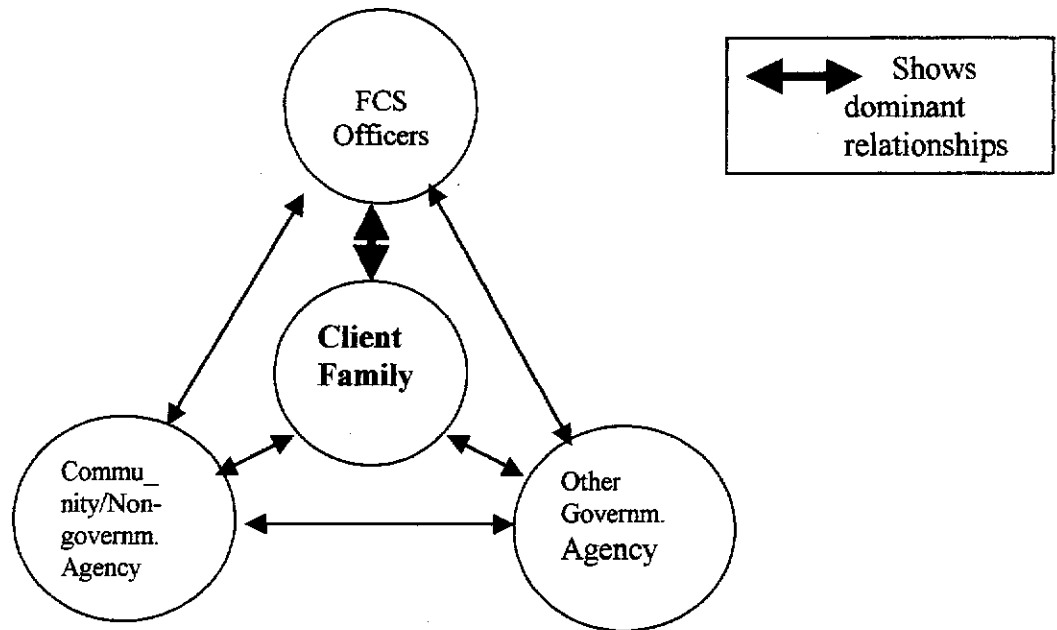 FCS
Officers
Shows
dominant
relationships
Client
Family
Commu_
nity/Non-
governm.
Agency
Other
Governm.
Agency